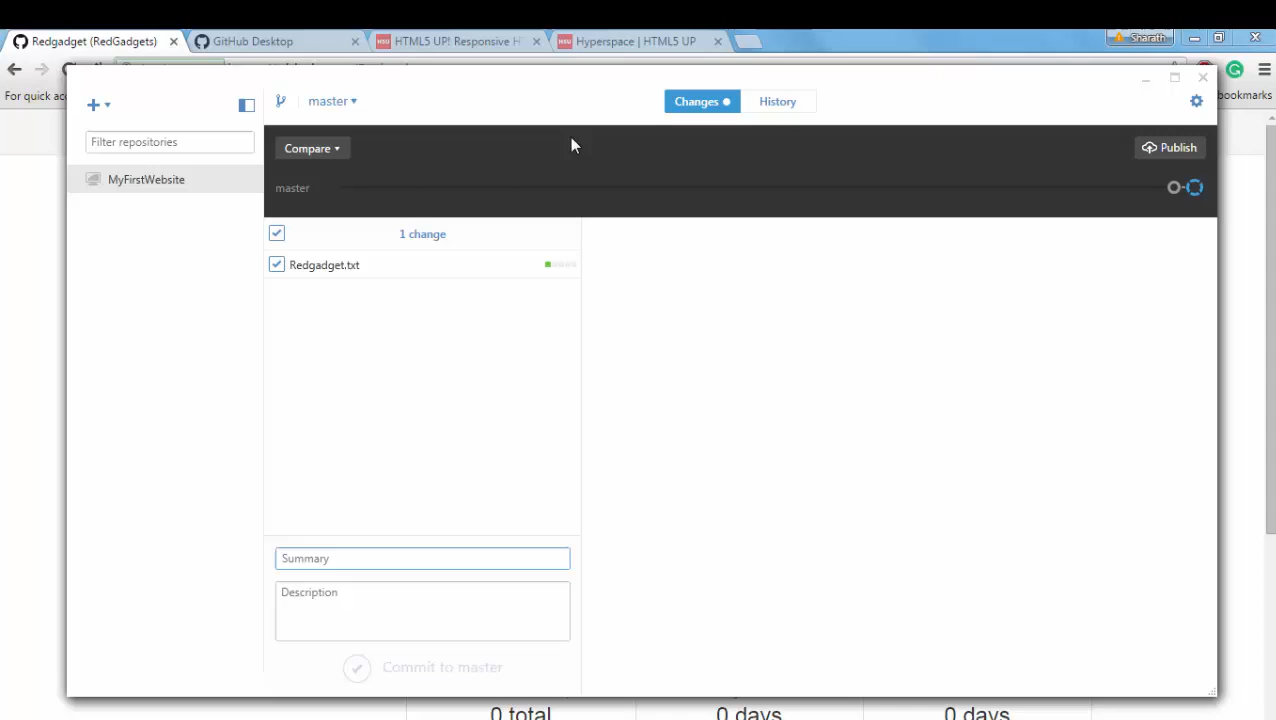 Redgadget (RedGadgets)
GitHub Desktop
HTML5 UP! Responsive H
Hyperspace | HTML5 UP
Sharath
For quick acc
bookmarks
master
Changes
History
Filter repositories
MyFirstWebsite
Compare
Publish
master
1 change
Redgadget.txt
Summary
Description
Commit to master
0 total
0 days
0 days